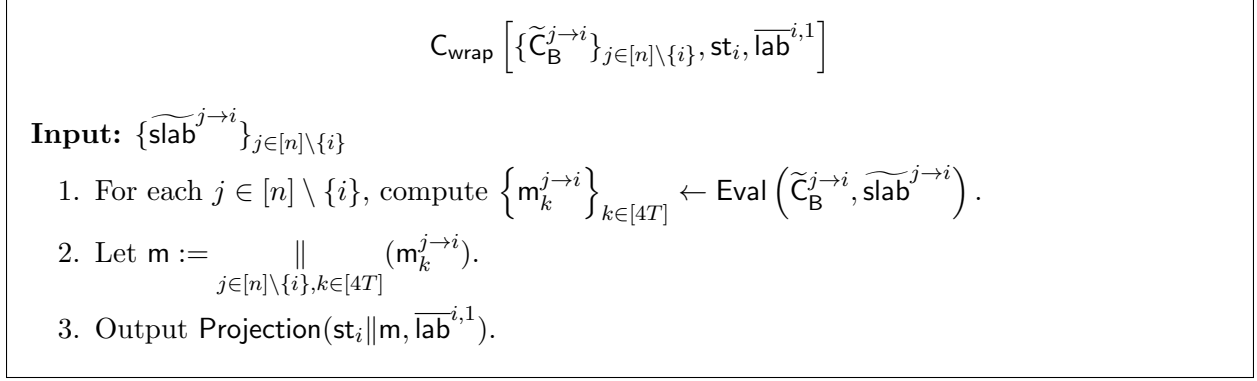 C_wrap [ {C̃_B^{j→i}}_{j∈[n]\{i}}, st_i, \overline{lab}^{i,1} ]
Input: {\widetilde{slab}^{j→i}}_{j∈[n]\{i}}
1. For each j ∈ [n] \ {i}, compute {m_k^{j→i}}_{k∈[4T]} ← Eval (C̃_B^{j→i}, \widetilde{slab}^{j→i}).
2. Let m := ∥_{j∈[n]\{i},k∈[4T]} (m_k^{j→i}).
3. Output Projection(st_i∥m, \overline{lab}^{i,1}).